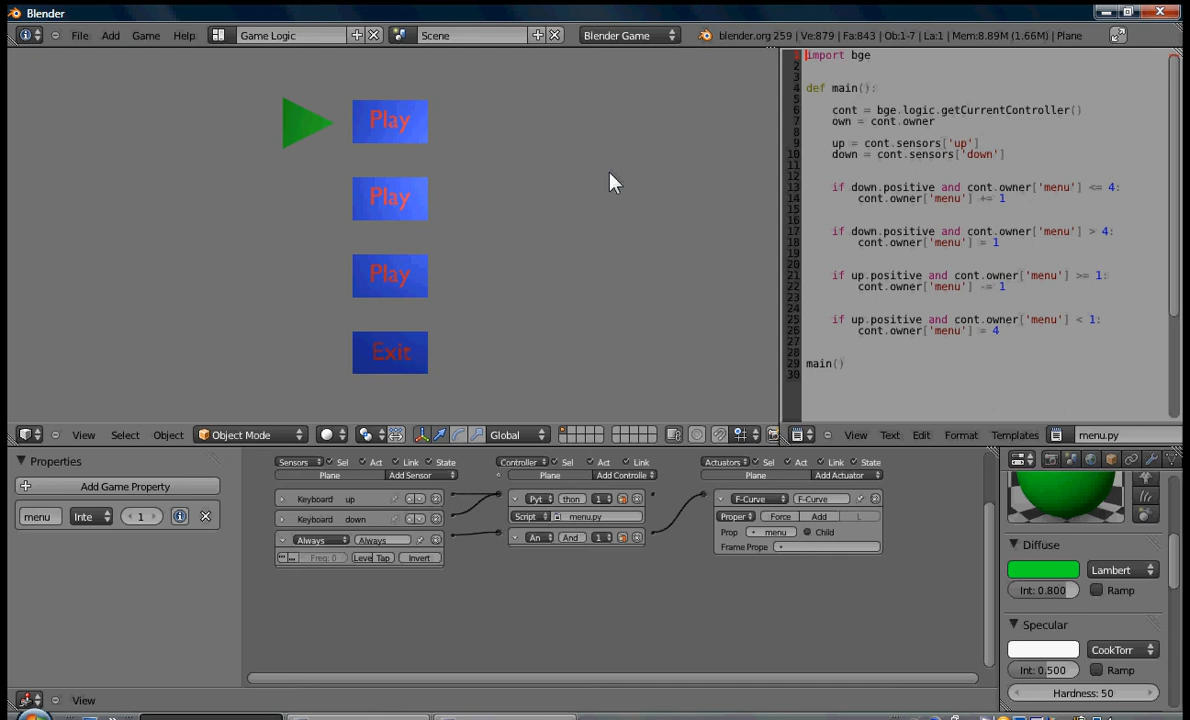 Blender
File Add Game Help Game Logic Scene Blender Game blender.org 259 | Ve:879 | Fa:843 | Ob:1-7 | La:1 | Mem:8.89M (1.66M) | Plane
Play
Play
Play
Exit
1 import bge
2
3
4 def main():
5
6 cont = bge.logic.getCurrentController()
7 own = cont.owner
8
9 up = cont.sensors['up']
10 down = cont.sensors['down']
11
12
13 if down.positive and cont.owner['menu'] <= 4:
14 cont.owner['menu'] += 1
15
16
17 if down.positive and cont.owner['menu'] > 4:
18 cont.owner['menu'] = 1
19
20
21 if up.positive and cont.owner['menu'] >= 1:
22 cont.owner['menu'] -= 1
23
24
25 if up.positive and cont.owner['menu'] < 1:
26 cont.owner['menu'] = 4
27
28
29 main()
30
View Select Object Object Mode Global
View Text Edit Format Templates menu.py
Properties
Add Game Property
menu Inte 1
Sensors Sel Act Link State
Plane Add Sensor
Keyboard up
Keyboard down
Always Always
Freq: 0 Leve Tap Invert
Controller Sel Act Link
Plane Add Controlle
Pyt thon 1
Script menu.py
An And 1
Actuators Sel Act Link State
Plane Add Actuator
F-Curve F-Curve
Proper Force Add L
Prop menu Child
Frame Prope
Diffuse
Lambert
Int: 0.800 Ramp
Specular
CookTorr
Int: 0.500 Ramp
Hardness: 50
View